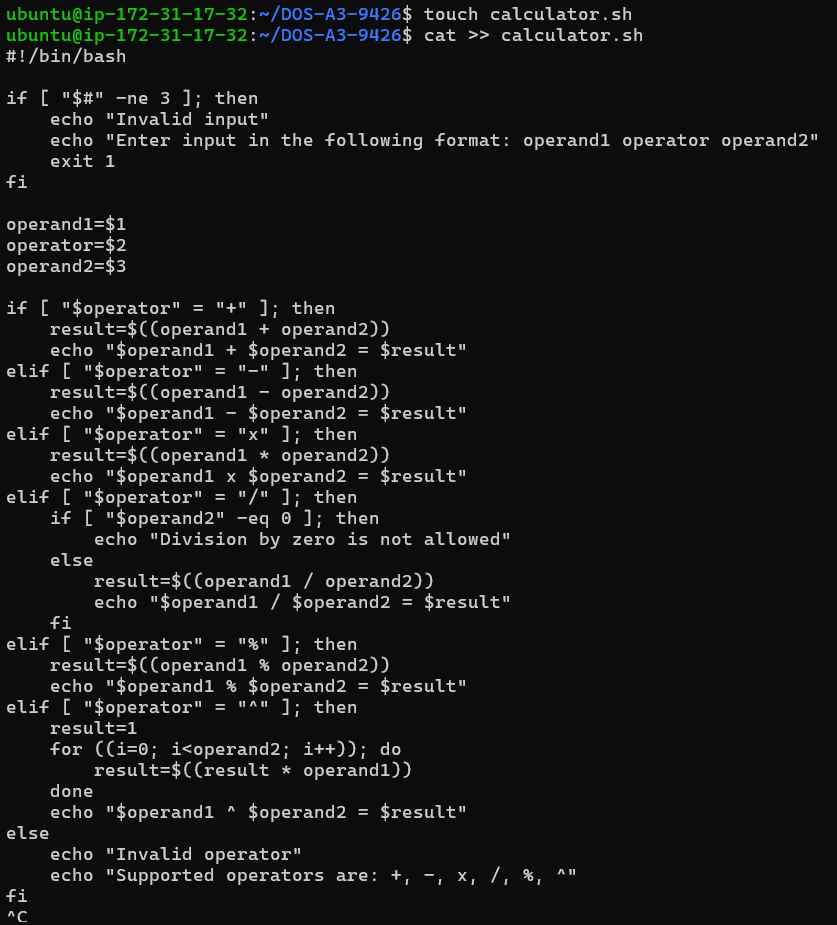 ubuntu@ip-172-31-17-32:~/DOS-A3-9426$ touch calculator.sh
ubuntu@ip-172-31-17-32:~/DOS-A3-9426$ cat >> calculator.sh
#!/bin/bash

if [ "$#" -ne 3 ]; then
    echo "Invalid input"
    echo "Enter input in the following format: operand1 operator operand2"
    exit 1
fi

operand1=$1
operator=$2
operand2=$3

if [ "$operator" = "+" ]; then
    result=$((operand1 + operand2))
    echo "$operand1 + $operand2 = $result"
elif [ "$operator" = "-" ]; then
    result=$((operand1 - operand2))
    echo "$operand1 - $operand2 = $result"
elif [ "$operator" = "x" ]; then
    result=$((operand1 * operand2))
    echo "$operand1 x $operand2 = $result"
elif [ "$operator" = "/" ]; then
    if [ "$operand2" -eq 0 ]; then
        echo "Division by zero is not allowed"
    else
        result=$((operand1 / operand2))
        echo "$operand1 / $operand2 = $result"
    fi
elif [ "$operator" = "%" ]; then
    result=$((operand1 % operand2))
    echo "$operand1 % $operand2 = $result"
elif [ "$operator" = "^" ]; then
    result=1
    for ((i=0; i<operand2; i++)); do
        result=$((result * operand1))
    done
    echo "$operand1 ^ $operand2 = $result"
else
    echo "Invalid operator"
    echo "Supported operators are: +, -, x, /, %, ^"
fi
^C